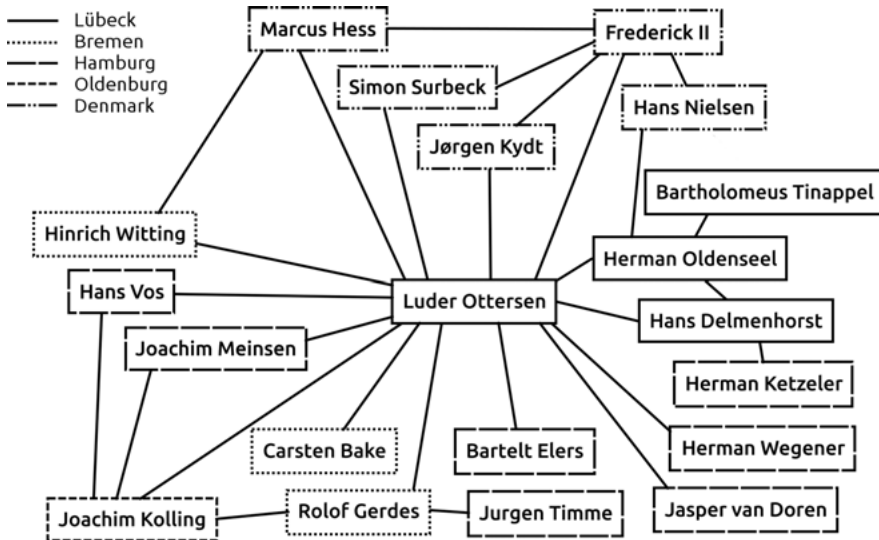 Lübeck
Bremen
Hamburg
Oldenburg
Denmark
Marcus Hess
Frederick II
Simon Surbeck
Hans Nielsen
Jørgen Kydt
Bartholomeus Tinappel
Hinrich Witting
Herman Oldenseel
Hans Vos
Luder Ottersen
Hans Delmenhorst
Joachim Meinsen
Herman Ketzeler
Carsten Bake
Bartelt Elers
Herman Wegener
Joachim Kolling
Rolof Gerdes
Jurgen Timme
Jasper van Doren